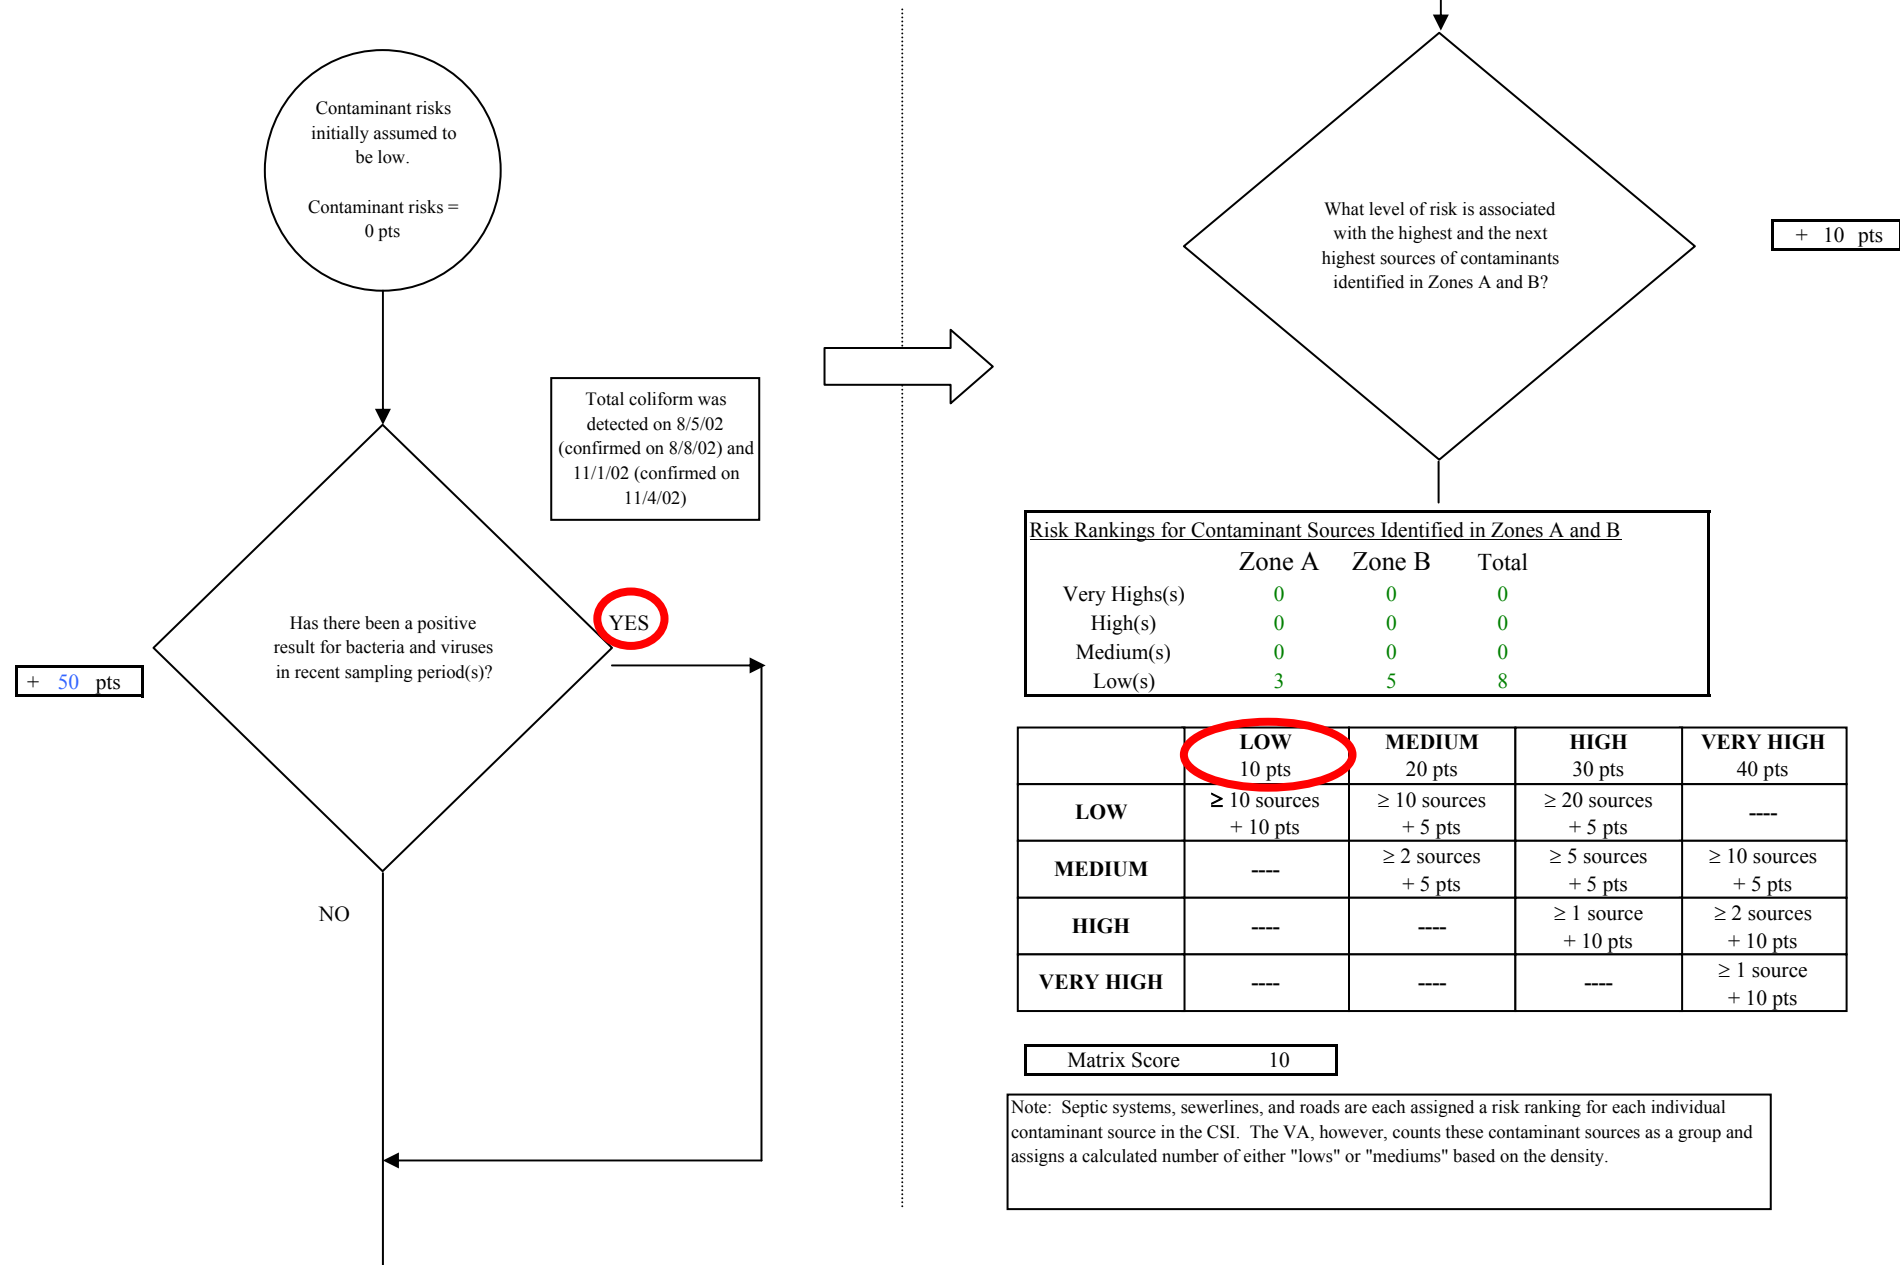 Contaminant risks
initially assumed to
be low.
Contaminant risks =
0 pts
Total coliform was
detected on 8/5/02
(confirmed on 8/8/02) and
11/1/02 (confirmed on
11/4/02)
Has there been a positive
result for bacteria and viruses
in recent sampling period(s)?
YES
+ 50 pts
NO
What level of risk is associated
with the highest and the next
highest sources of contaminants
identified in Zones A and B?
+ 10 pts
Risk Rankings for Contaminant Sources Identified in Zones A and B
Zone A Zone B Total
Very Highs(s) 0 0 0
High(s) 0 0 0
Medium(s) 0 0 0
Low(s) 3 5 8
LOW MEDIUM HIGH VERY HIGH
10 pts 20 pts 30 pts 40 pts
LOW ≥ 10 sources ≥ 10 sources ≥ 20 sources ----
+ 10 pts + 5 pts + 5 pts
MEDIUM ---- ≥ 2 sources ≥ 5 sources ≥ 10 sources
+ 5 pts + 5 pts + 5 pts
HIGH ---- ---- ≥ 1 source ≥ 2 sources
+ 10 pts + 10 pts
VERY HIGH ---- ---- ---- ≥ 1 source
+ 10 pts
Matrix Score 10
Note: Septic systems, sewerlines, and roads are each assigned a risk ranking for each individual
contaminant source in the CSI. The VA, however, counts these contaminant sources as a group and
assigns a calculated number of either "lows" or "mediums" based on the density.